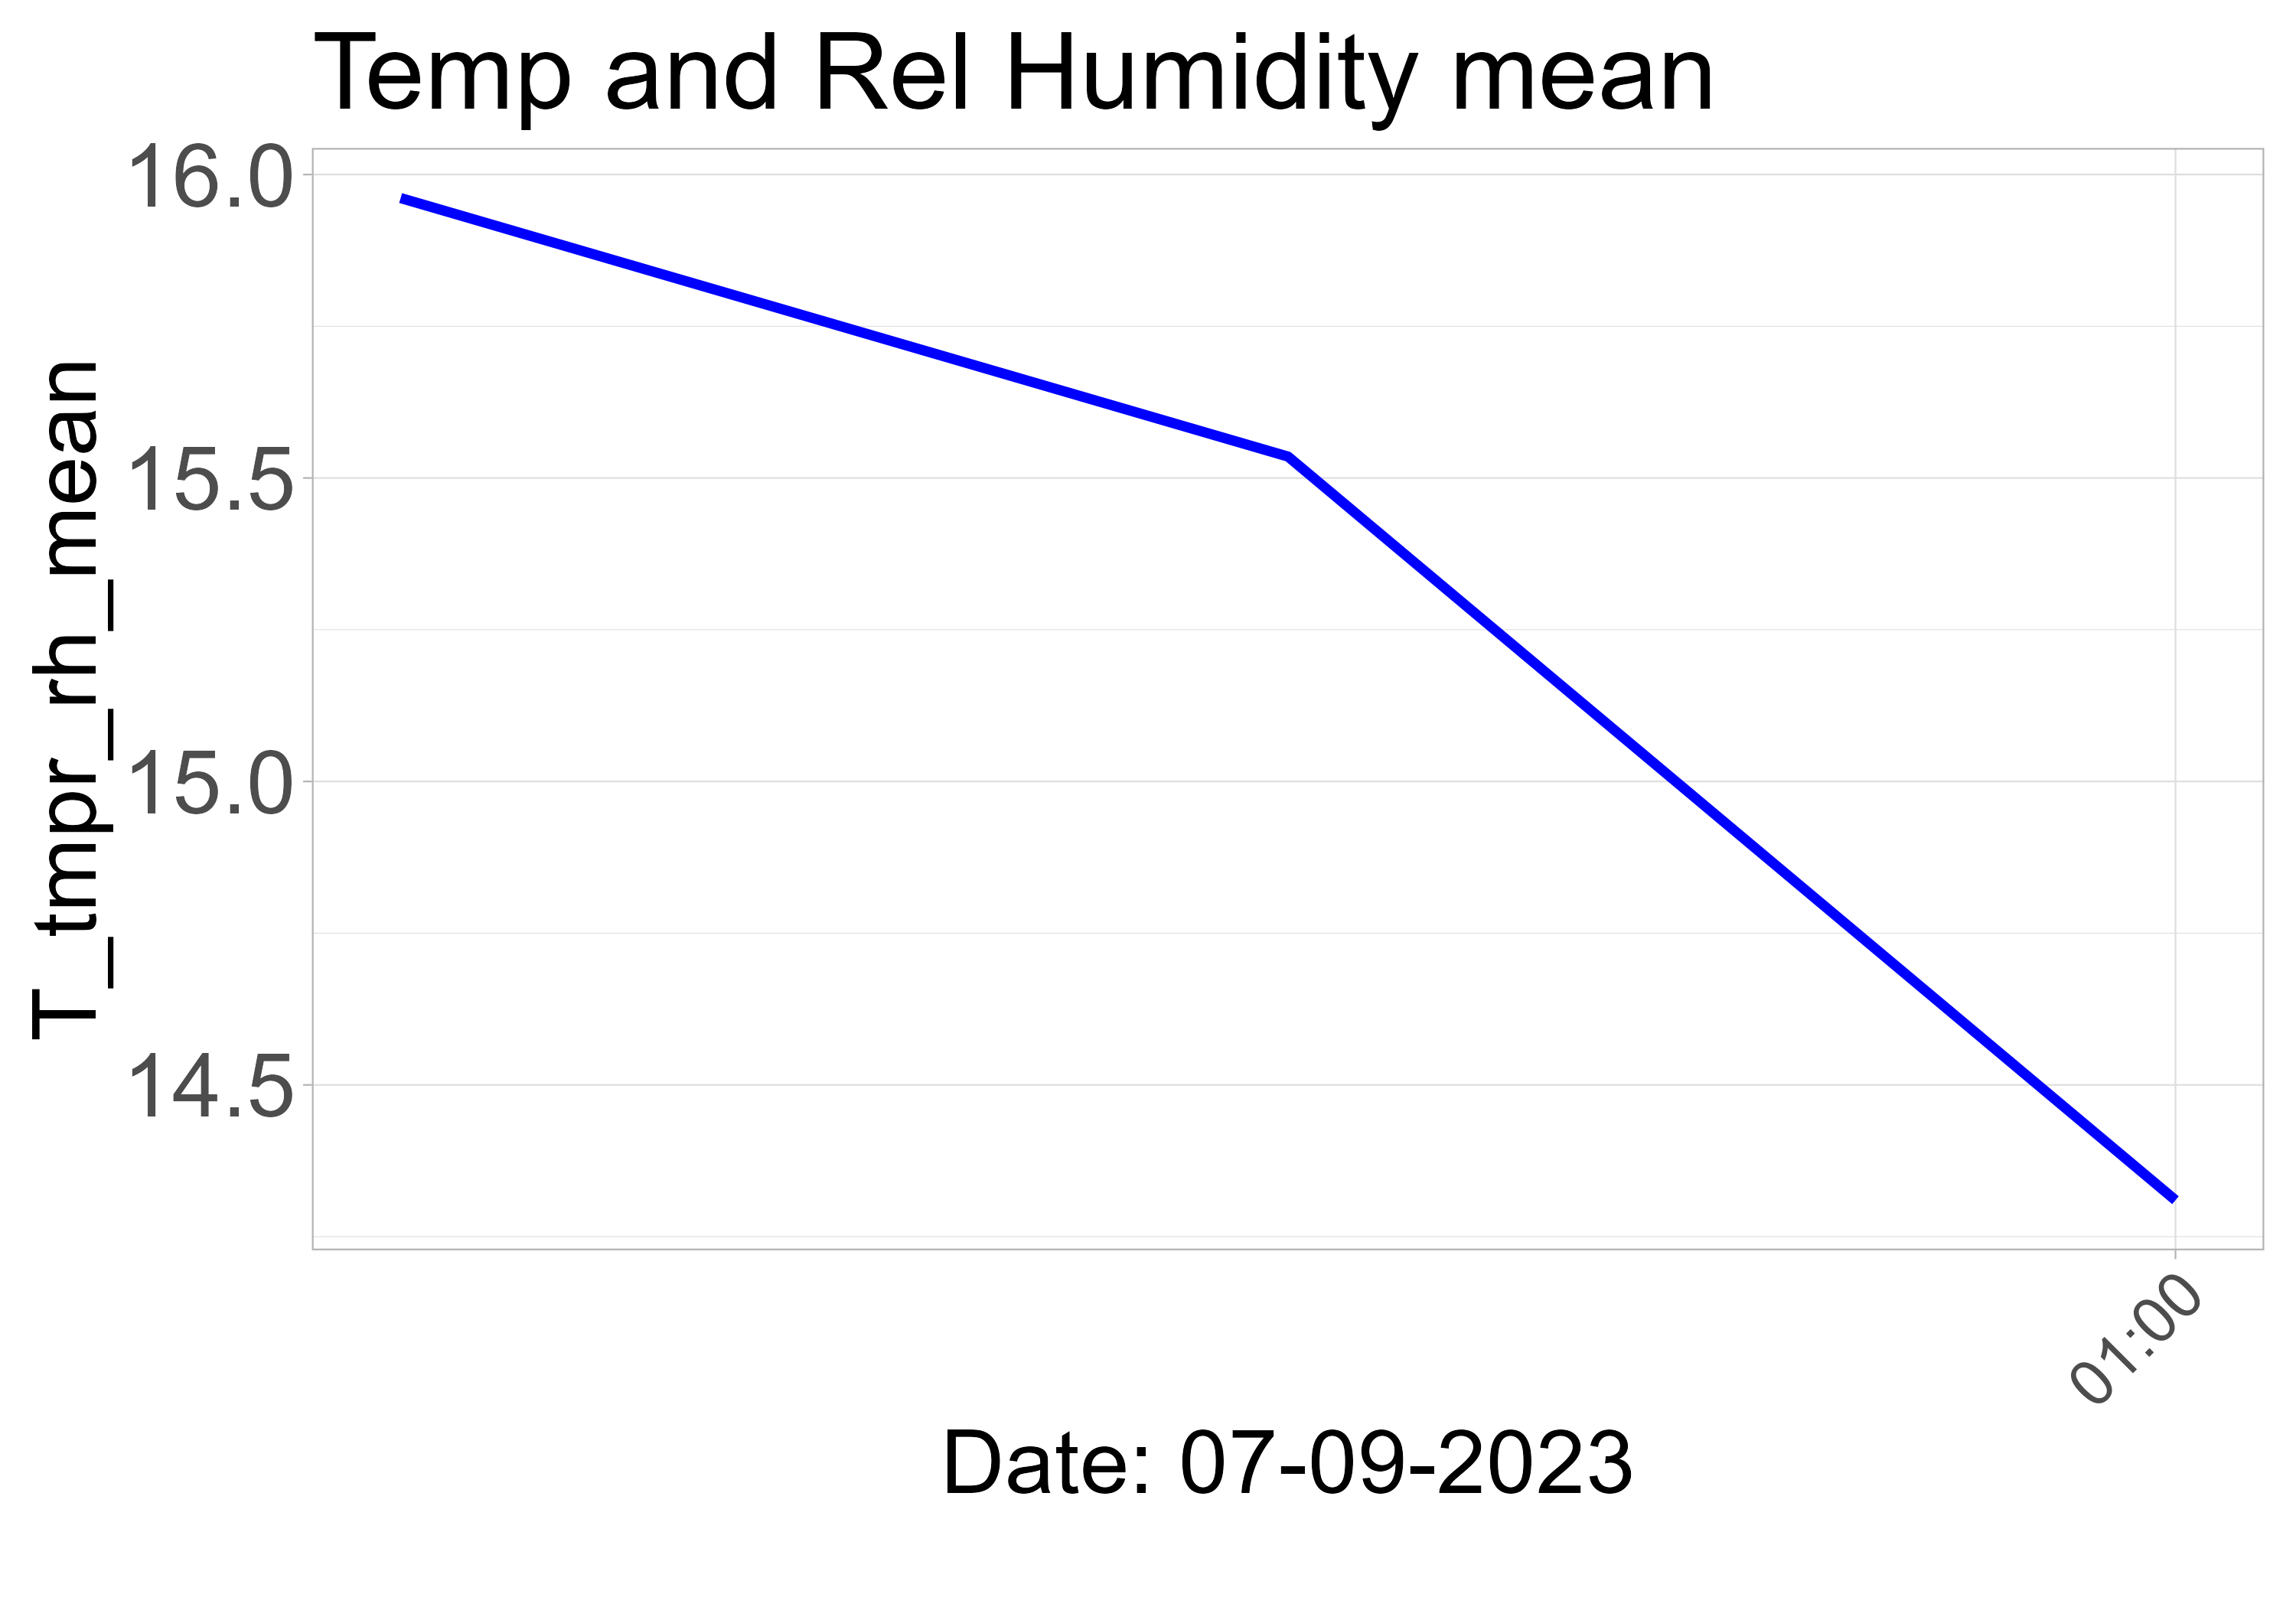 Temp and Rel Humidity mean
T_tmpr_rh_mean
16.0
15.5
15.0
14.5
01:00
Date: 07-09-2023